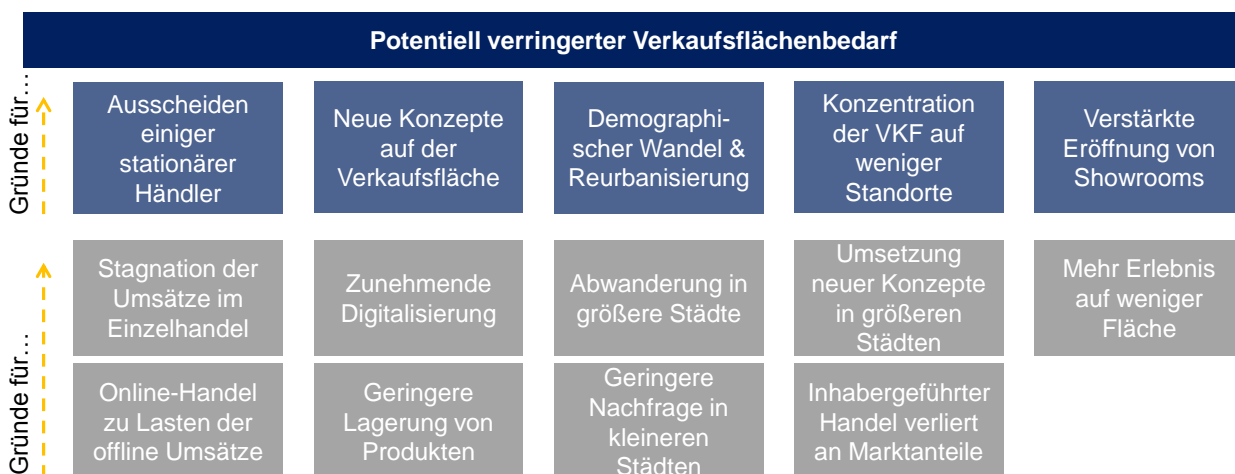 Potentiell verringerter Verkaufsflächenbedarf
Gründe für…
Ausscheiden
einiger
stationärer
Händler
Neue Konzepte
auf der
Verkaufsfläche
Demographi-
scher Wandel &
Reurbanisierung
Konzentration
der VKF auf
weniger
Standorte
Verstärkte
Eröffnung von
Showrooms
Gründe für…
Stagnation der
Umsätze im
Einzelhandel
Zunehmende
Digitalisierung
Abwanderung in
größere Städte
Umsetzung
neuer Konzepte
in größeren
Städten
Mehr Erlebnis
auf weniger
Fläche
Online-Handel
zu Lasten der
offline Umsätze
Geringere
Lagerung von
Produkten
Geringere
Nachfrage in
kleineren
Städten
Inhabergeführter
Handel verliert
an Marktanteile